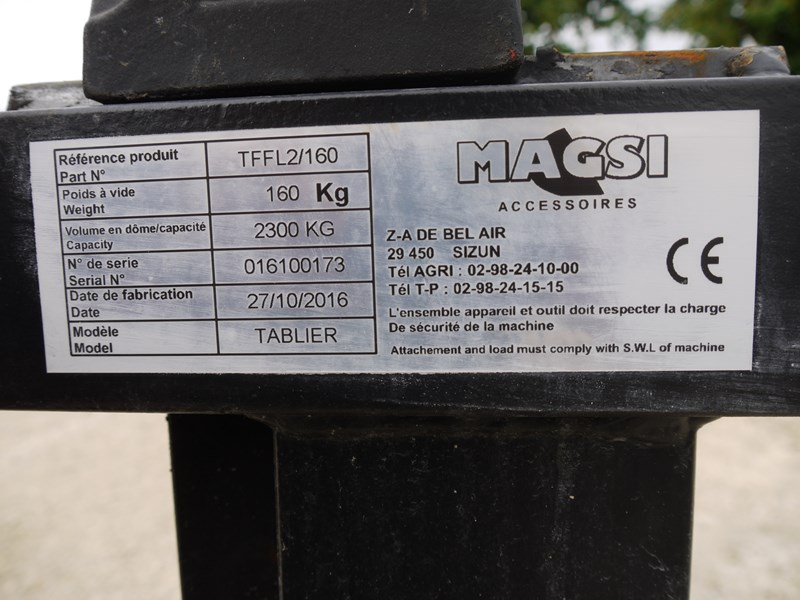 Référence produit
Part N°
TFFL2/160
Poids à vide
Weight
160 Kg
Volume en dôme/capacité
Capacity
2300 KG
N° de serie
Serial N°
016100173
Date de fabrication
Date
27/10/2016
Modèle
Model
TABLIER
MAGSI
ACCESSOIRES
Z-A DE BEL AIR
29 450 SIZUN
Tél AGRI : 02-98-24-10-00
Tél T-P : 02-98-24-15-15
CE
L'ensemble appareil et outil doit respecter la charge
De sécurité de la machine
Attachement and load must comply with S.W.L of machine